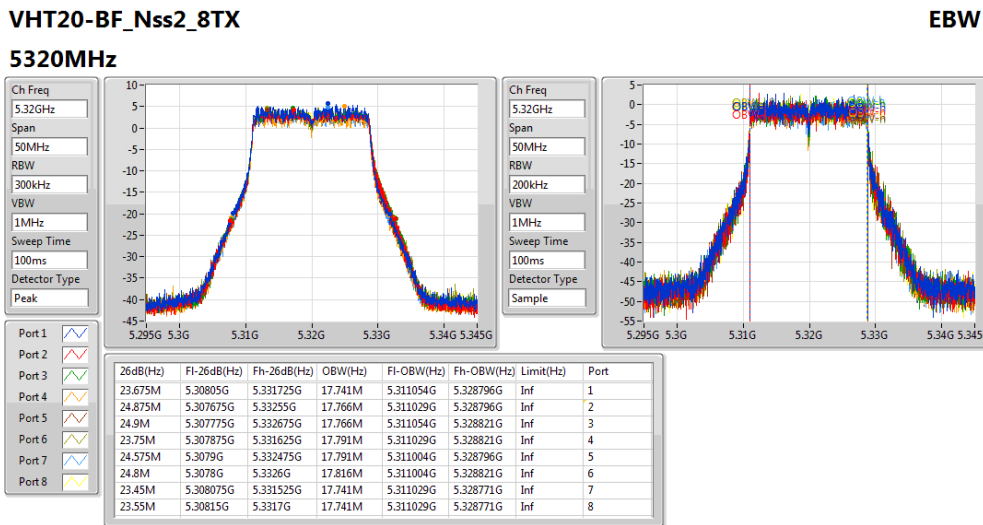 VHT20-BF_Nss2_8TX EBW
5320MHz
Ch Freq
5.32GHz
Span
50MHz
RBW
300kHz
VBW
1MHz
Sweep Time
100ms
Detector Type
Peak
10
5
0
-5
-10
-15
-20
-25
-30
-35
-40
-45
5.295G 5.3G 5.31G 5.32G 5.33G 5.34G 5.345G
Ch Freq
5.32GHz
Span
50MHz
RBW
200kHz
VBW
1MHz
Sweep Time
100ms
Detector Type
Sample
5
0
-5
-10
-15
-20
-25
-30
-35
-40
-45
-50
-55
5.295G 5.3G 5.31G 5.32G 5.33G 5.34G 5.345
Port 1
Port 2
Port 3
Port 4
Port 5
Port 6
Port 7
Port 8
26dB(Hz) Fl-26dB(Hz) Fh-26dB(Hz) OBW(Hz) Fl-OBW(Hz) Fh-OBW(Hz) Limit(Hz) Port
23.675M 5.30805G 5.331725G 17.741M 5.311054G 5.328796G Inf 1
24.875M 5.307675G 5.33255G 17.766M 5.311029G 5.328796G Inf 2
24.9M 5.307775G 5.332675G 17.766M 5.311054G 5.328821G Inf 3
23.75M 5.307875G 5.331625G 17.791M 5.311029G 5.328821G Inf 4
24.575M 5.3079G 5.332475G 17.791M 5.311004G 5.328796G Inf 5
24.8M 5.3078G 5.3326G 17.816M 5.311004G 5.328821G Inf 6
23.45M 5.308075G 5.331525G 17.741M 5.311029G 5.328771G Inf 7
23.55M 5.30815G 5.3317G 17.741M 5.311029G 5.328771G Inf 8